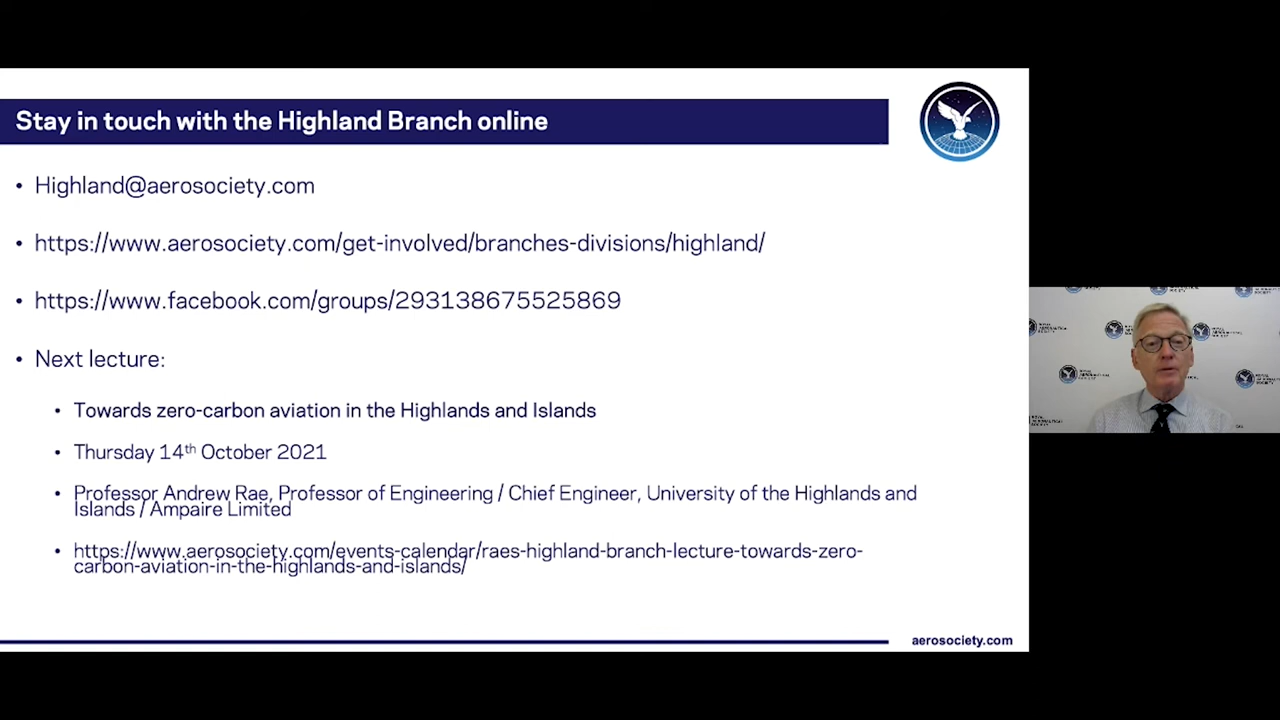 Stay in touch with the Highland Branch online
• Highland@aerosociety.com
• https://www.aerosociety.com/get-involved/branches-divisions/highland/
• https://www.facebook.com/groups/293138675525869
• Next lecture:
• Towards zero-carbon aviation in the Highlands and Islands
• Thursday 14th October 2021
• Professor Andrew Rae, Professor of Engineering / Chief Engineer, University of the Highlands and
Islands / Ampaire Limited
• https://www.aerosociety.com/events-calendar/raes-highland-branch-lecture-towards-zero-
carbon-aviation-in-the-highlands-and-islands/
aerosociety.com
ROYAL
AERONAUTICAL
SOCIETY